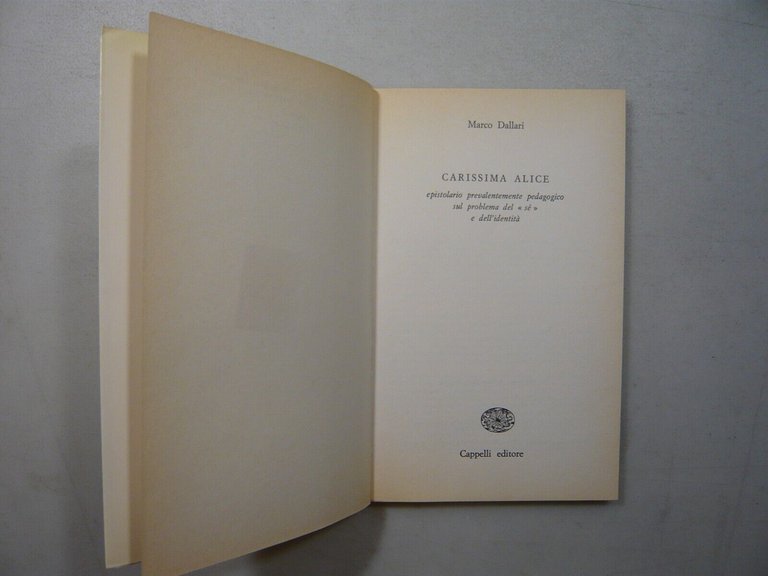 Marco Dallari
CARISSIMA ALICE
epistolario prevalentemente pedagogico
sul problema del « sé »
e dell'identità
Cappelli editore